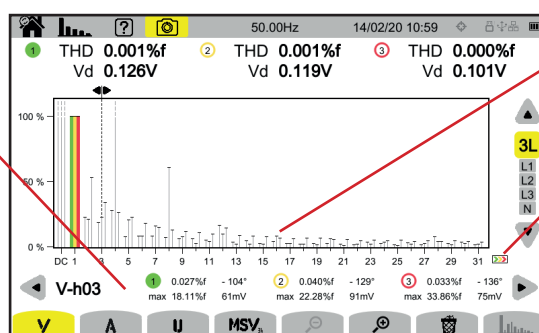 ? 50.00Hz 14/02/20 10:59
1 THD 0.001%f 2 THD 0.001%f 3 THD 0.000%f
Vd 0.126V Vd 0.119V Vd 0.101V
100 %
50 %
0 %
DC 1 3 5 7 9 11 13 15 17 19 21 23 25 27 29 31
3L
L1
L2
L3
N
V-h03 1 0.027%f - 104° 2 0.040%f - 129° 3 0.033%f - 136°
max 18.11%f 61mV max 22.28%f 91mV max 33.86%f 75mV
V A U MSV